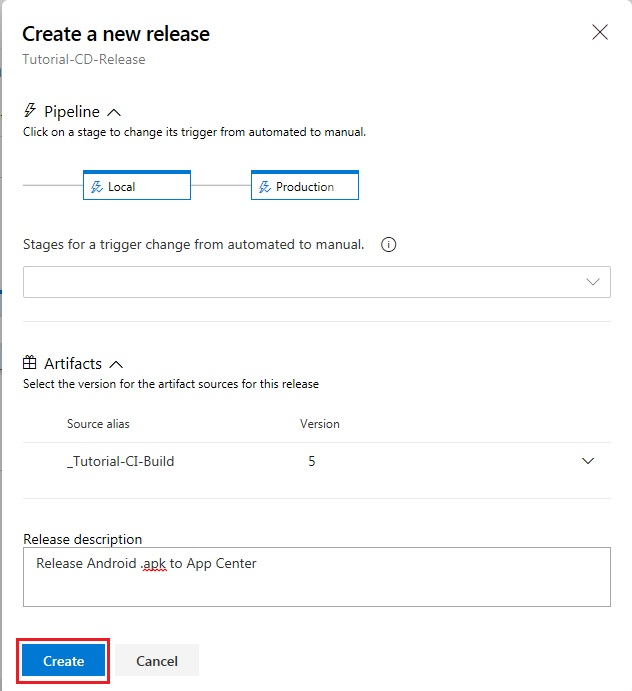 Create a new release
Tutorial-CD-Release
Pipeline
Click on a stage to change its trigger from automated to manual.
Local
Production
Stages for a trigger change from automated to manual.
Artifacts
Select the version for the artifact sources for this release
Source alias Version
_Tutorial-CI-Build 5
Release description
Release Android .apk to App Center
Create Cancel